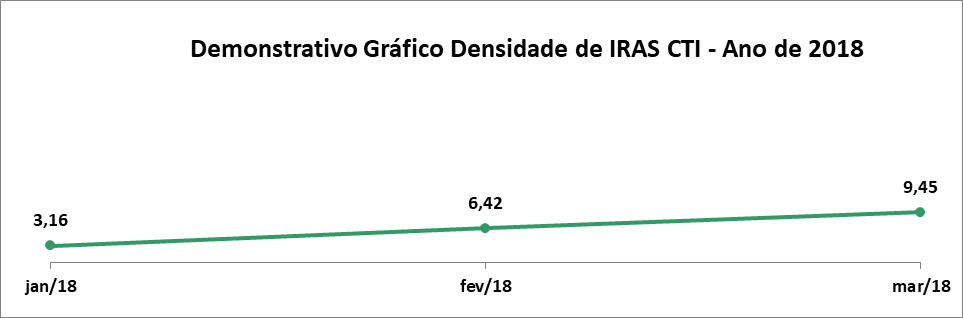 Demonstrativo Gráfico Densidade de IRAS CTI - Ano de 2018
3,16
6,42
9,45
jan/18
fev/18
mar/18